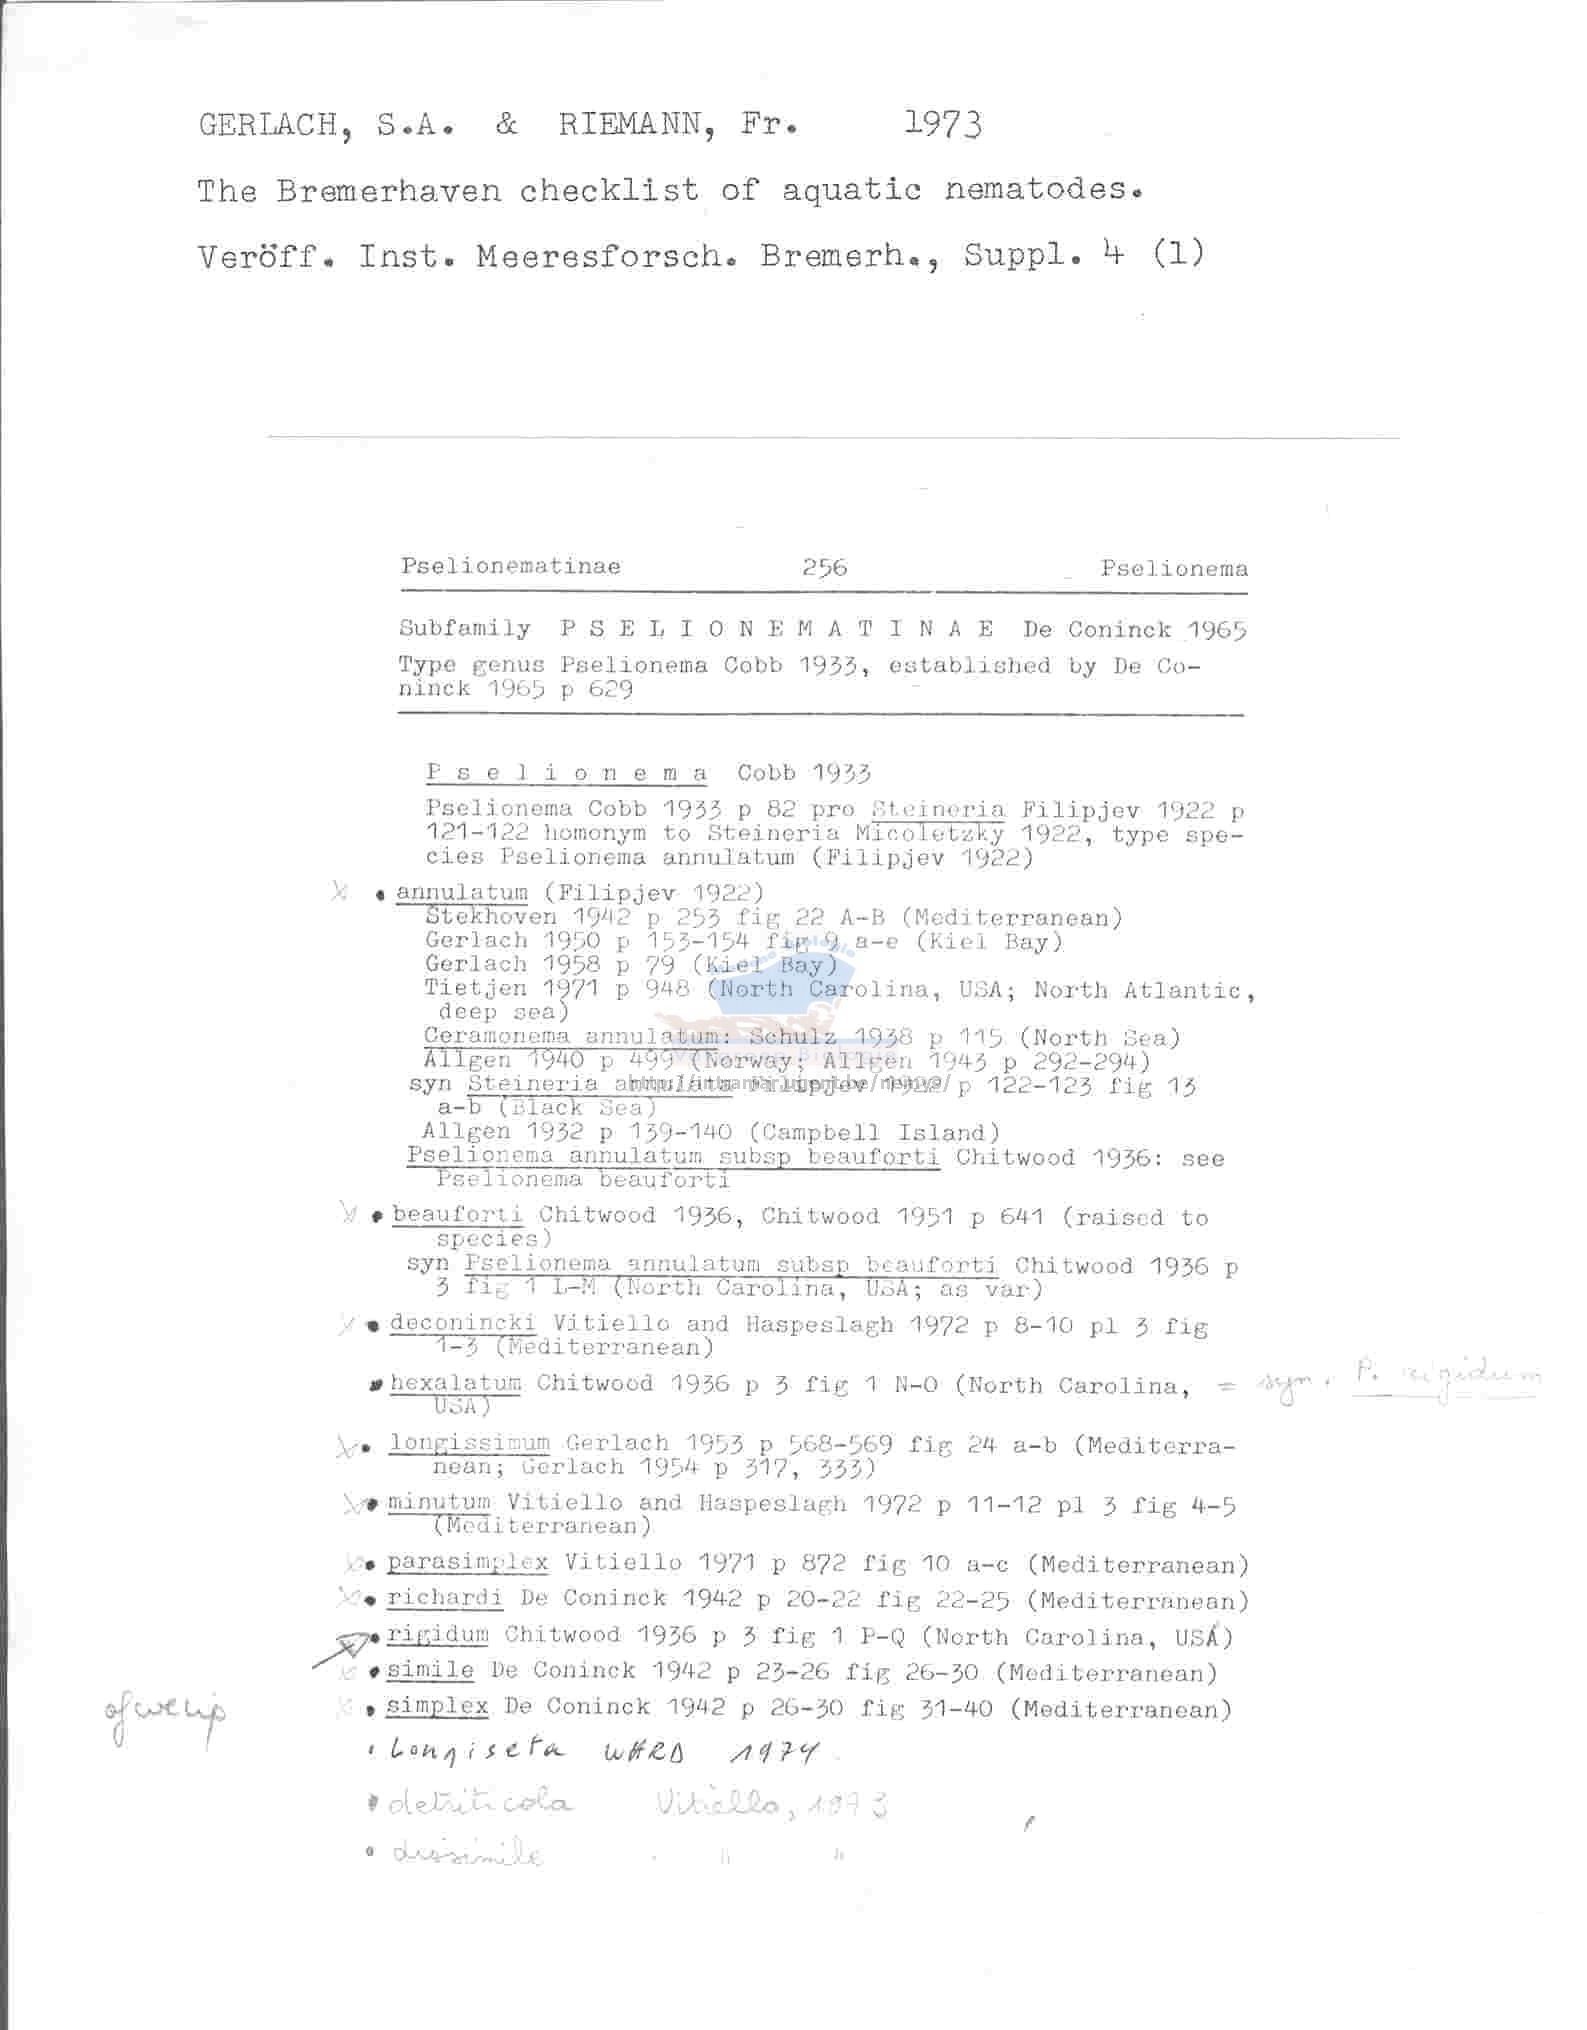 GERLACH, S.A. & RIEMANN, Fr. 1973
The Bremerhaven checklist of aquatic nematodes.
Veröff. Inst. Meeresforsch. Bremerh., Suppl. 4 (1)
Pselionematinae 256 Pselionema
Subfamily P S E L I O N E M A T I N A E De Coninck 1965
Type genus Pselionema Cobb 1933, established by De Co-
ninck 1965 p 629
P s e l i o n e m a Cobb 1933
Pselionema Cobb 1933 p 82 pro Steineria Filipjev 1922 p
121-122 homonym to Steineria Micoletzky 1922, type spe-
cies Pselionema annulatum (Filipjev 1922)
• annulatum (Filipjev 1922)
Stekhoven 1942 p 253 fig 22 A-B (Mediterranean)
Gerlach 1950 p 153-154 fig 9 a-e (Kiel Bay)
Gerlach 1958 p 79 (Kiel Bay)
Tietjen 1971 p 948 (North Carolina, USA; North Atlantic,
deep sea)
Ceramonema annulatum: Schulz 1938 p 115 (North Sea)
Allgen 1940 p 499 (Norway; Allgen 1943 p 292-294)
syn Steineria annulata Filipjev 1922 p 122-123 fig 13
a-b (Black Sea)
Allgen 1932 p 139-140 (Campbell Island)
Pselionema annulatum subsp beauforti Chitwood 1936: see
Pselionema beauforti
• beauforti Chitwood 1936, Chitwood 1951 p 641 (raised to
species)
syn Pselionema annulatum subsp beauforti Chitwood 1936 p
3 fig 1 L-M (North Carolina, USA; as var)
• deconincki Vitiello and Haspeslagh 1972 p 8-10 pl 3 fig
1-3 (Mediterranean)
• hexalatum Chitwood 1936 p 3 fig 1 N-O (North Carolina, = syn. P. rigidum
USA)
• longissimum Gerlach 1953 p 568-569 fig 24 a-b (Mediterra-
nean; Gerlach 1954 p 317, 333)
• minutum Vitiello and Haspeslagh 1972 p 11-12 pl 3 fig 4-5
(Mediterranean)
• parasimplex Vitiello 1971 p 872 fig 10 a-c (Mediterranean)
• richardi De Coninck 1942 p 20-22 fig 22-25 (Mediterranean)
• rigidum Chitwood 1936 p 3 fig 1 P-Q (North Carolina, USA)
• simile De Coninck 1942 p 23-26 fig 26-30 (Mediterranean)
• simplex De Coninck 1942 p 26-30 fig 31-40 (Mediterranean)
• longiseta WARD 1974
• detriticola Vitiello, 1973
• dissimile " "